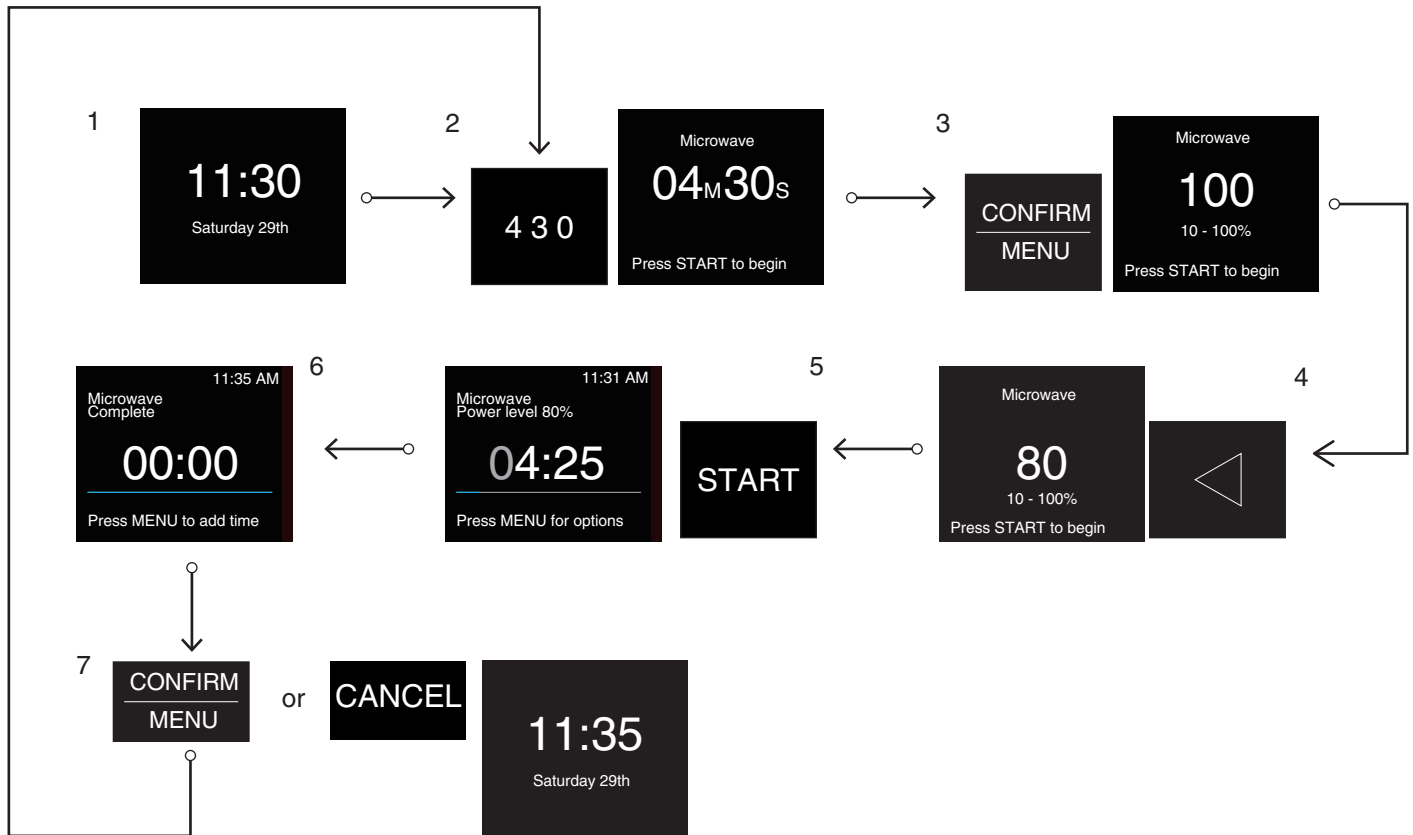 1
11:30
Saturday 29th
2
4 3 0
Microwave
04M30S
Press START to begin
3
CONFIRM
MENU
Microwave
100
10 - 100%
Press START to begin
4
Microwave
80
10 - 100%
Press START to begin
5
START
11:31 AM
Microwave
Power level 80%
04:25
Press MENU for options
6
11:35 AM
Microwave
Complete
00:00
Press MENU to add time
7
CONFIRM
MENU
or
CANCEL
11:35
Saturday 29th